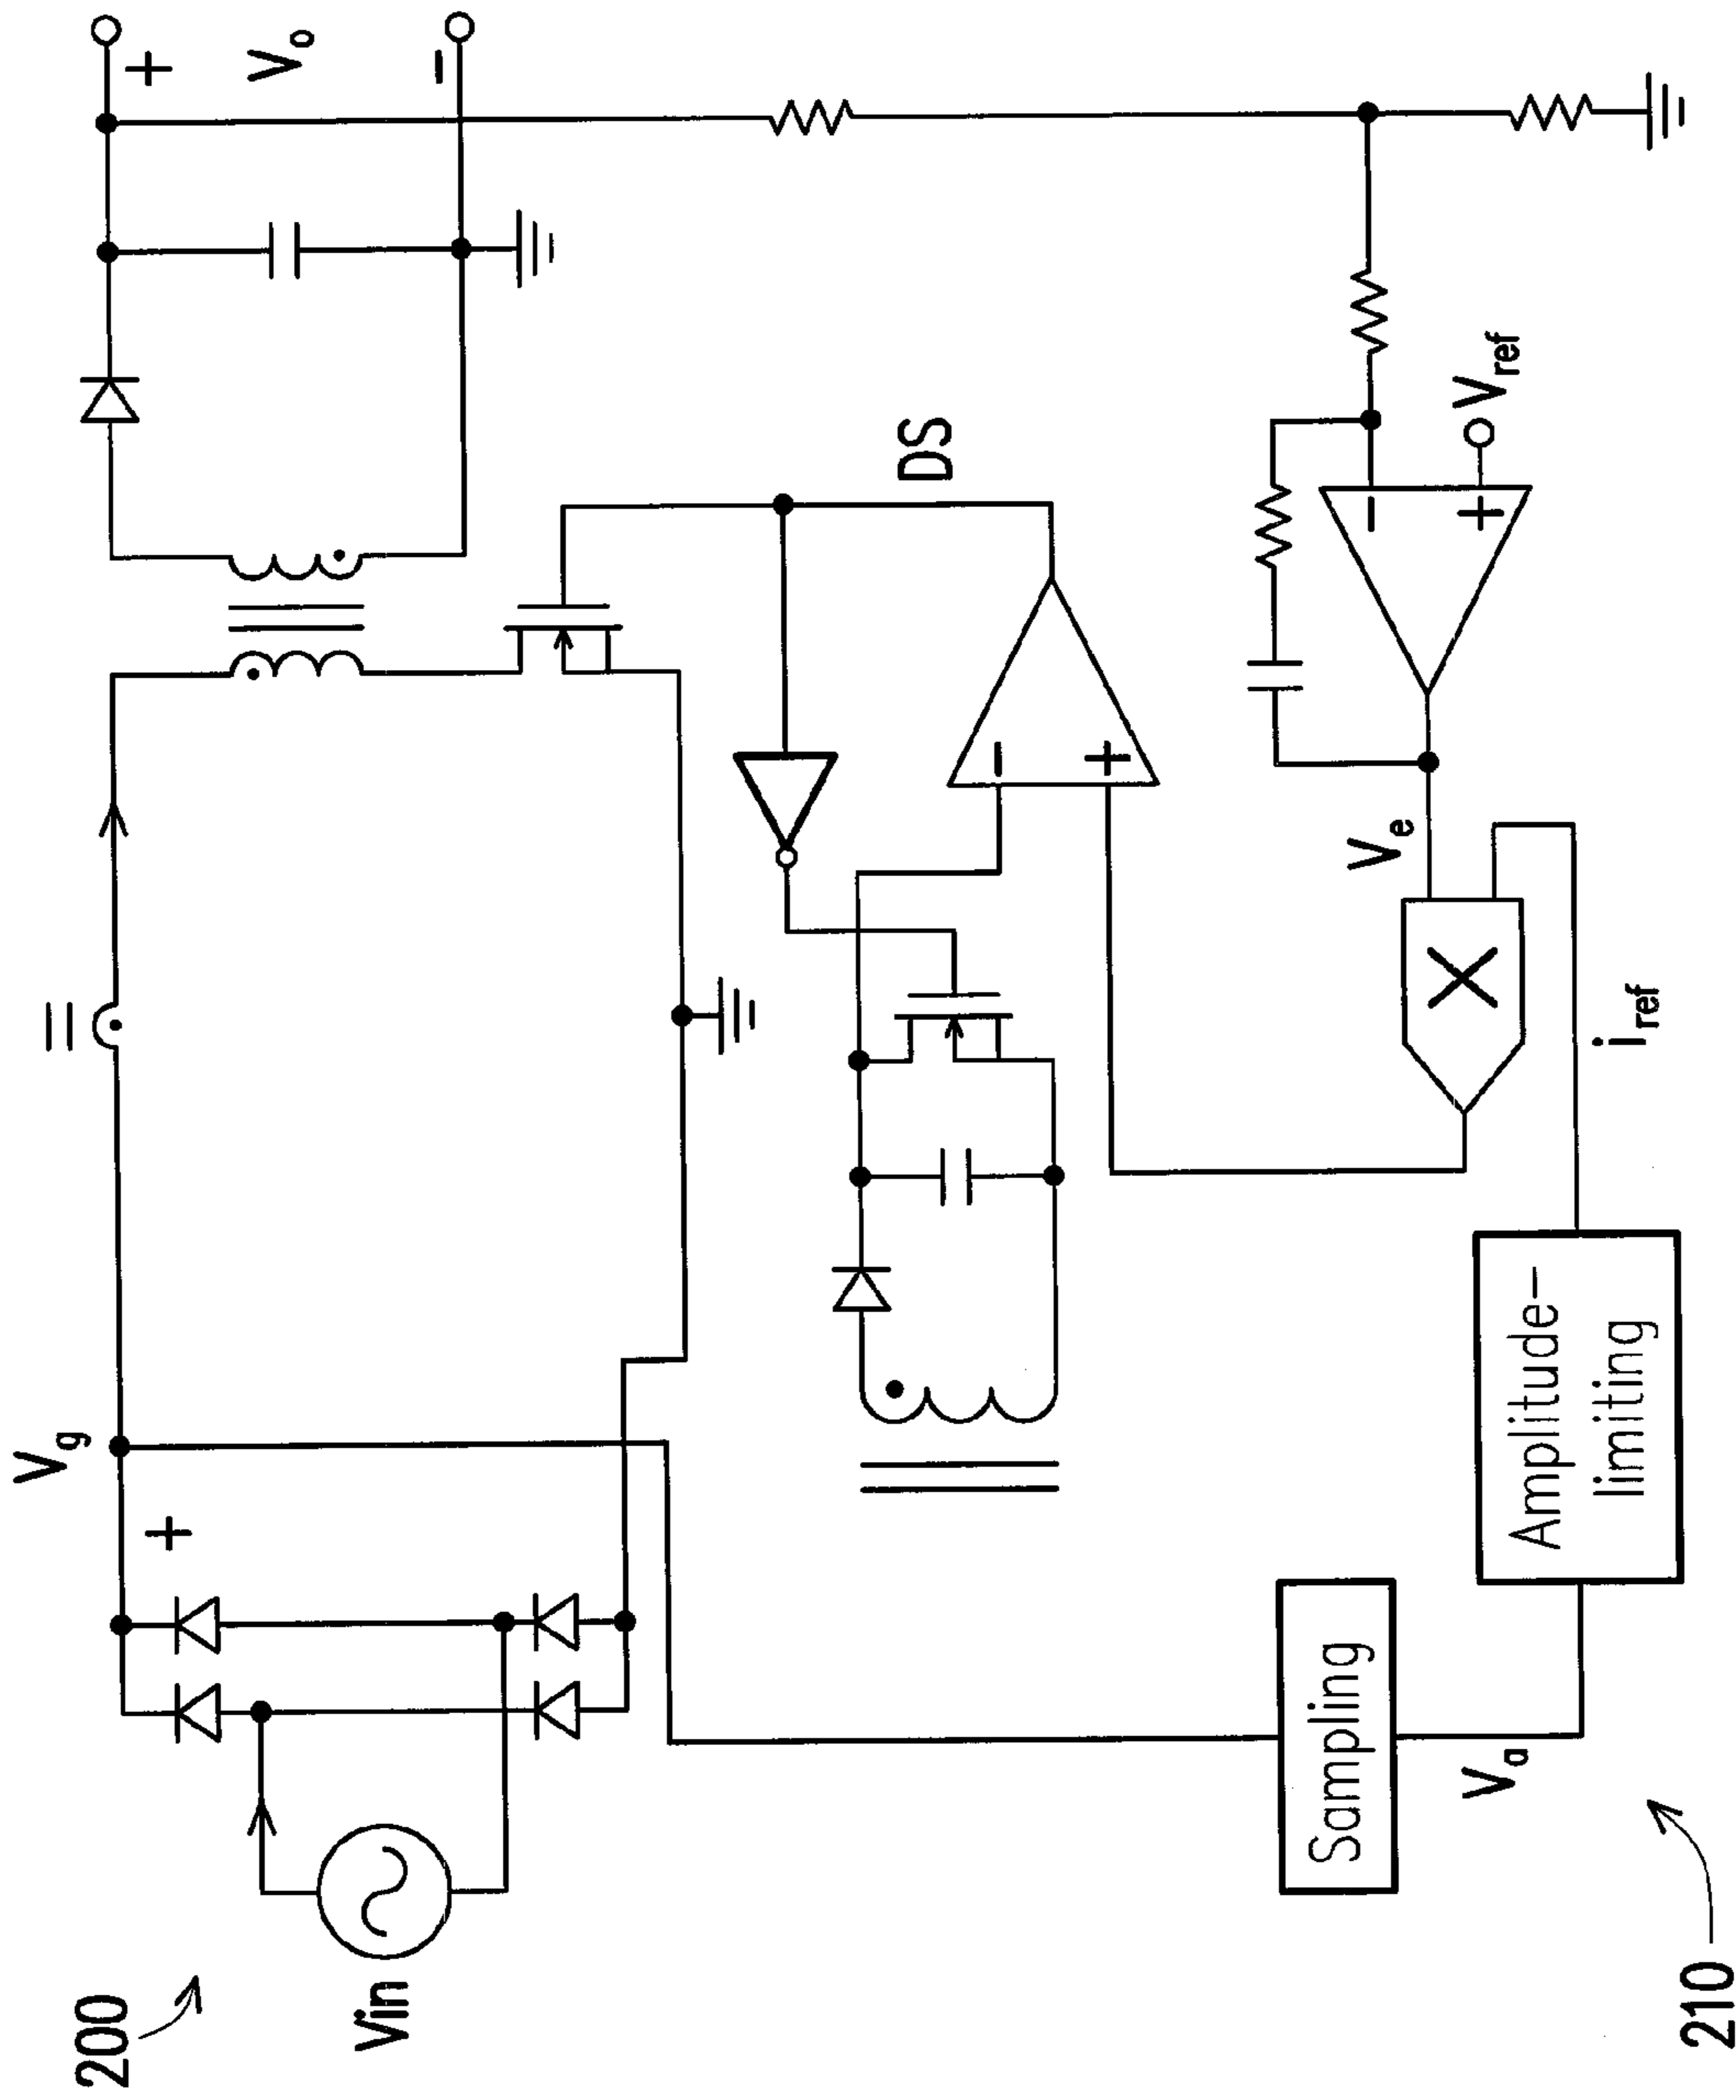 200
Vin
+
Vg
+
Vo
−
DS
−
+
Ve
−
+
Vref
X
iref
Sampling
Va
Amplitude-
limiting
210